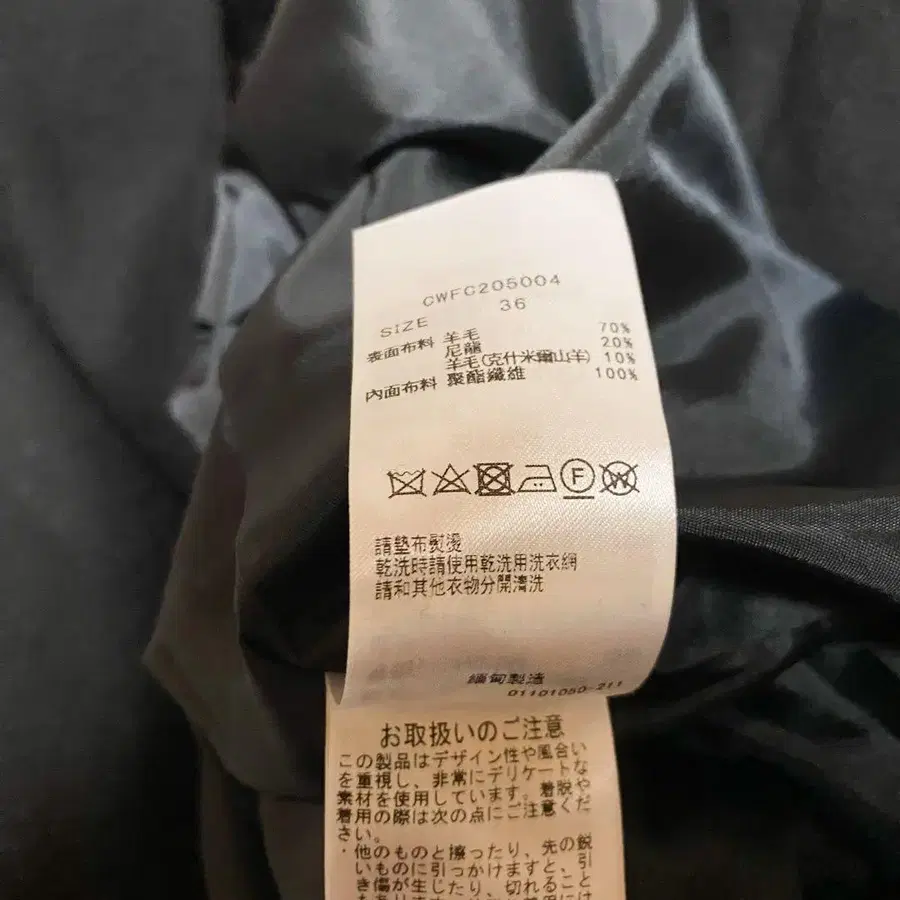 CWFC205004
SIZE 36
表面布料 羊毛 70%
尼龍 20%
羊毛(克什米爾山羊) 10%
內面布料 聚酯纖維 100%
F
W
請墊布熨燙
乾洗時請使用乾洗用洗衣網
請和其他衣物分開清洗
緬甸製造
01101050-211
お取扱いのご注意
この製品はデザイン性や風合い
を重視し、非常にデリケートな
素材を使用しています。着脱や
着用の際は次の点にご注意くだ
さい。
・他のものと擦ったり、先の鋭
いものに引っかけますと、引
き傷が生じたり、切れること